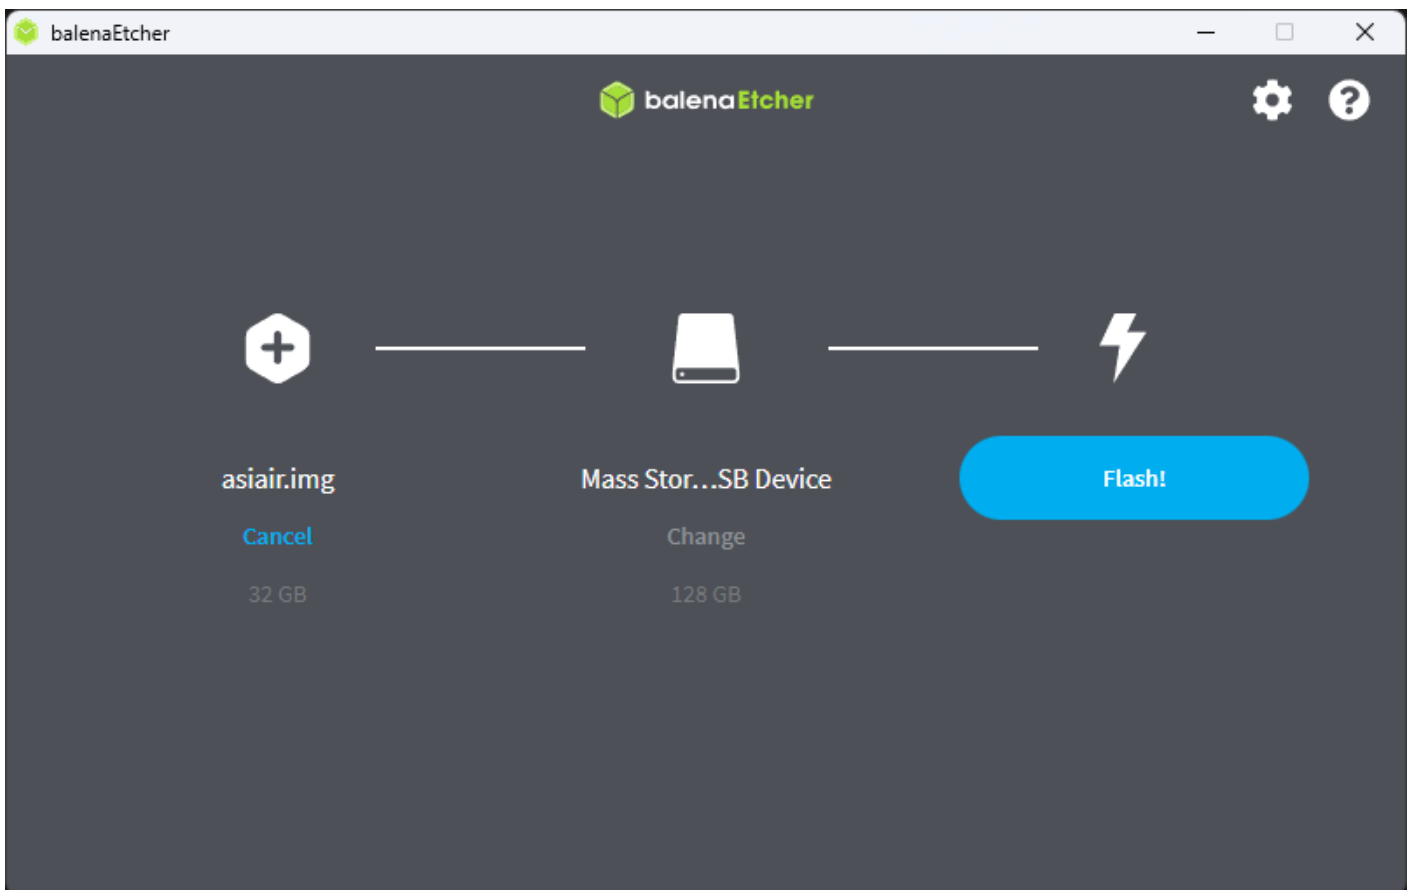 balenaEtcher
balenaEtcher
asiair.img
Mass Stor...SB Device
Flash!
Cancel
Change
32 GB
128 GB